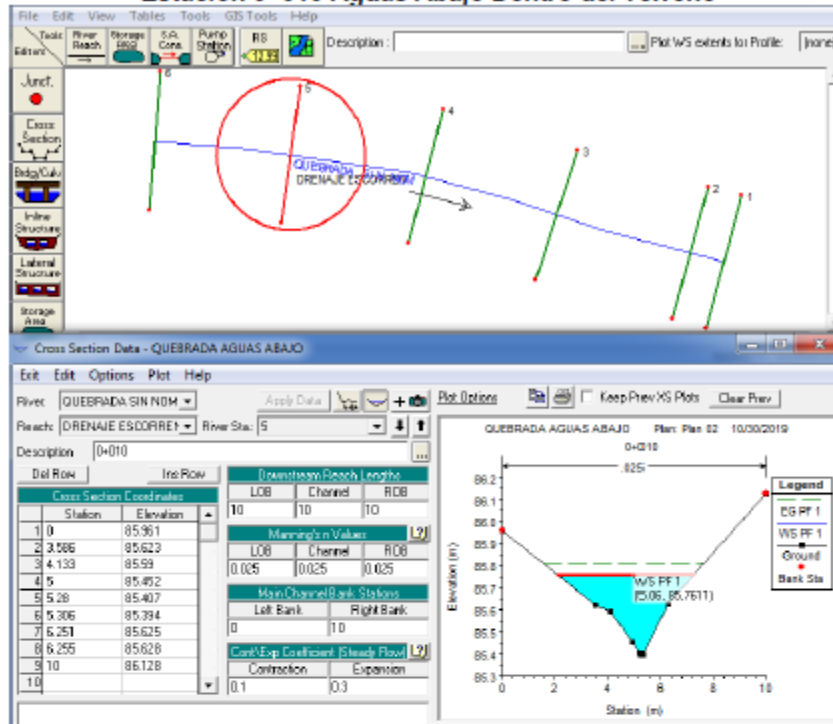 Estación 0+010 Aguas Abajo Dentro del Terreno
File Edit View Tables Tools GIS Tools Help
Tools
Editors
River
Reach
Storage
Area
S.A.
Conn.
Pump
Station
RS
Description :
...
Plot WS extents for Profile:
(none
Junct.
Cross
Section
Brdg/Culv
Inline
Structure
Lateral
Structure
Storage
Area
6
5
4
3
2
1
DRENAJE ESCORREN
Cross Section Data - QUEBRADA AGUAS ABAJO
Exit Edit Options Plot Help
River: QUEBRADA SIN NOM
Apply Data
Plot Options
Keep Prev XS Plots
Clear Prev
Reach: DRENAJE ESCORREN
River Sta.: 5
Description 0+010
...
Del Row
Ins Row
Cross Section Coordinates
Station Elevation
1 0 85.961
2 3.586 85.623
3 4.133 85.59
4 5 85.452
5 5.28 85.407
6 5.306 85.394
7 6.251 85.625
8 6.255 85.628
9 10 86.128
10
Downstream Reach Lengths
LOB Channel ROB
10 10 10
Manning's n Values
LOB Channel ROB
0.025 0.025 0.025
Main Channel Bank Stations
Left Bank Right Bank
0 10
Cont\Exp Coefficient (Steady Flow)
Contraction Expansion
0.1 0.3
QUEBRADA AGUAS ABAJO Plan: Plan 02 10/30/2019
0+010
.025
86.2
86.1
86.0
85.9
85.8
85.7
85.6
85.5
85.4
85.3
Elevation (m)
WS PF 1
(5.06, 85.7611)
0 2 4 6 8 10
Station (m)
Legend
EG PF 1
WS PF 1
Ground
Bank Sta